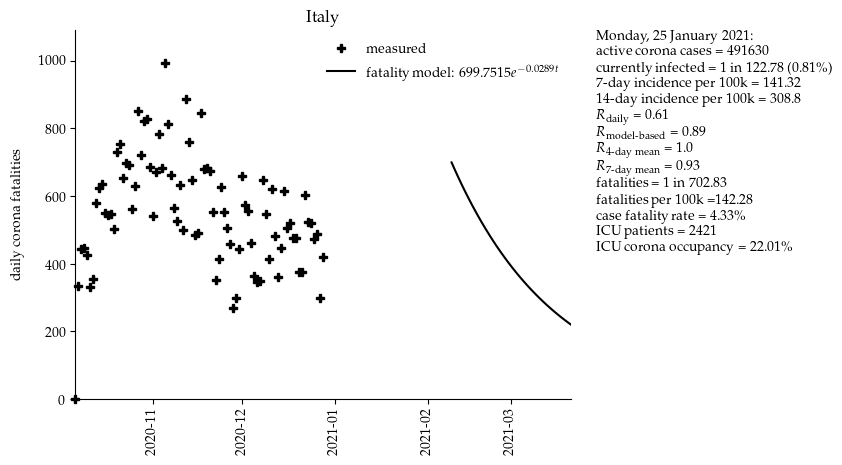 Italy
measured
fatality model: 699.7515e^{-0.0289t}
daily corona fatalities
1000
800
600
400
200
0
2020-11
2020-12
2021-01
2021-02
2021-03
Monday, 25 January 2021:
active corona cases = 491630
currently infected = 1 in 122.78 (0.81%)
7-day incidence per 100k = 141.32
14-day incidence per 100k = 308.8
R_daily = 0.61
R_model-based = 0.89
R_4-day mean = 1.0
R_7-day mean = 0.93
fatalities = 1 in 702.83
fatalities per 100k =142.28
case fatality rate = 4.33%
ICU patients = 2421
ICU corona occupancy = 22.01%